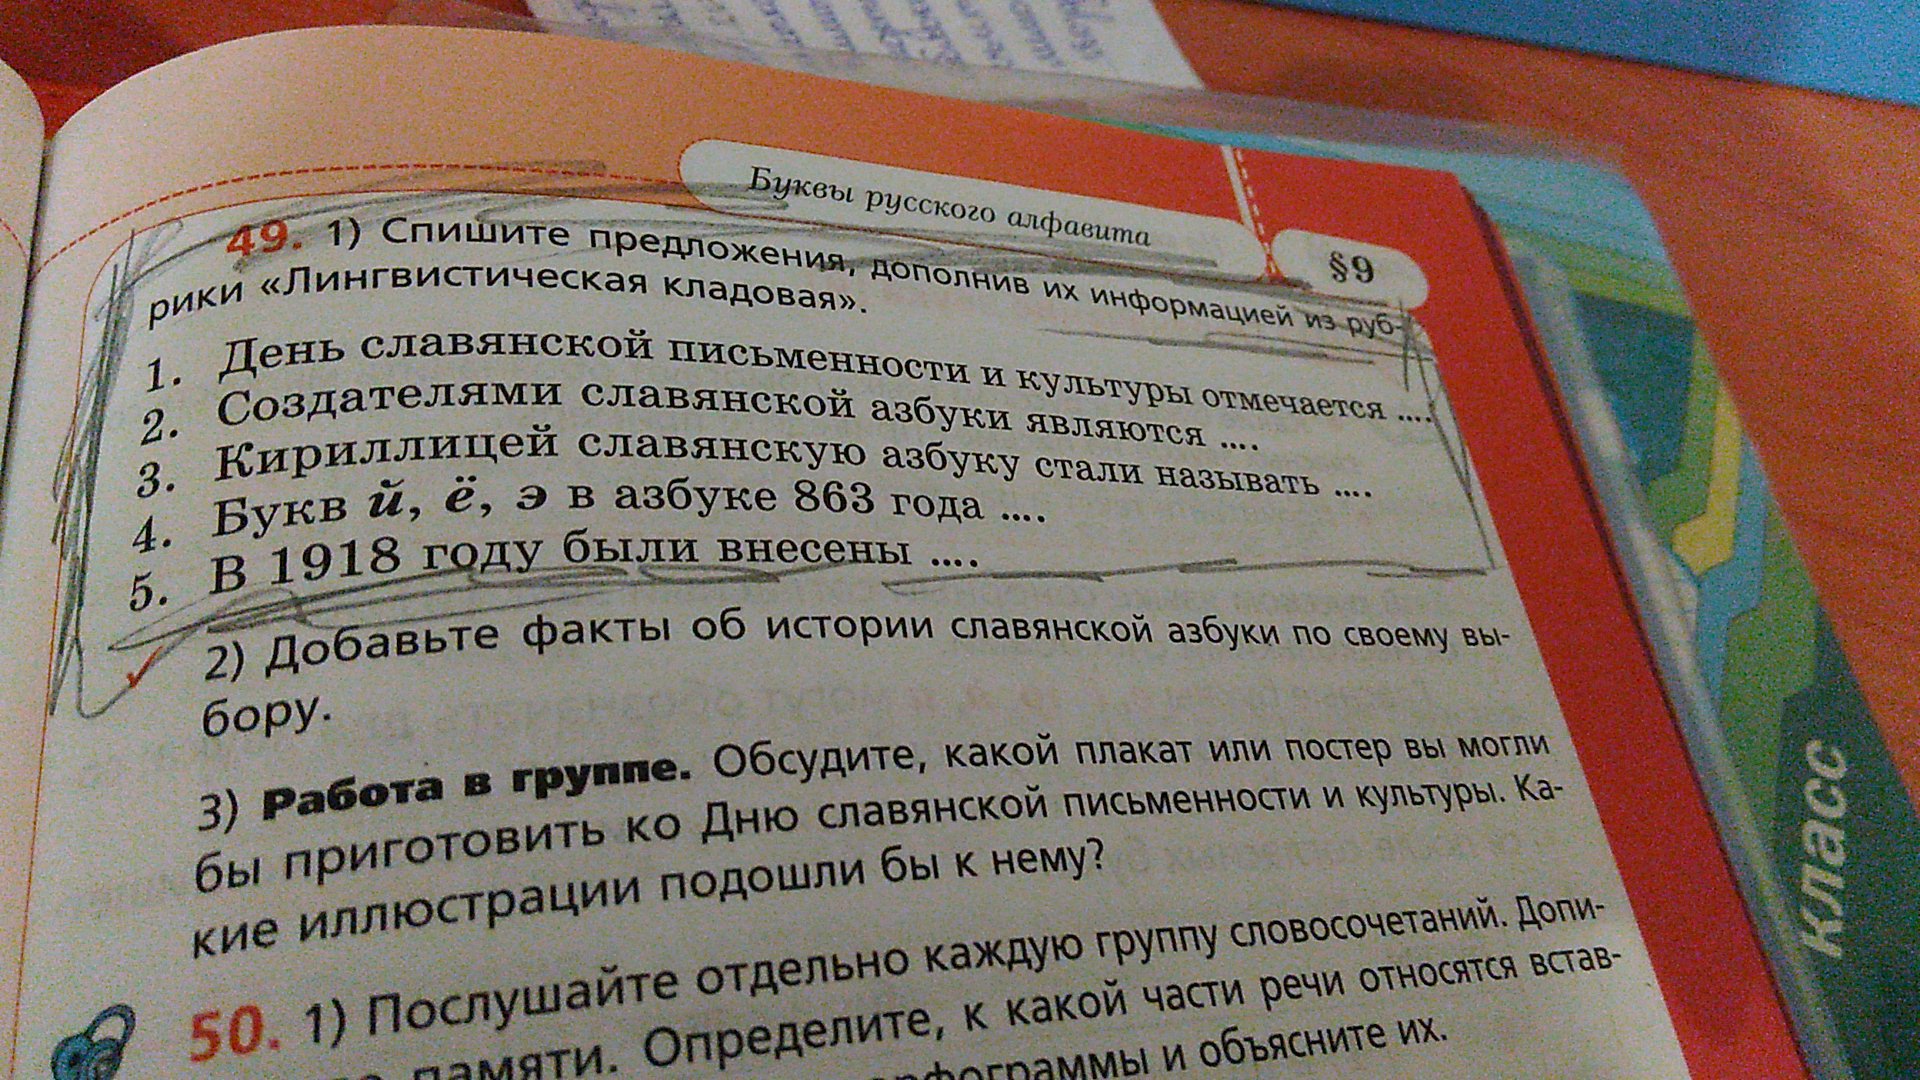 Буквы русского алфавита
§9
49. 1) Спишите предложения, дополнив их информацией из руб-
рики «Лингвистическая кладовая».
1. День славянской письменности и культуры отмечается ....
2. Создателями славянской азбуки являются ....
3. Кириллицей славянскую азбуку стали называть ....
4. Букв й, ё, э в азбуке 863 года ....
5. В 1918 году были внесены ....
2) Добавьте факты об истории славянской азбуки по своему вы-
бору.
3) Работа в группе. Обсудите, какой плакат или постер вы могли
бы приготовить ко Дню славянской письменности и культуры. Ка-
кие иллюстрации подошли бы к нему?
50. 1) Послушайте отдельно каждую группу словосочетаний. Допи-
памяти. Определите, к какой части речи относятся встав-
и объясните их.
класс